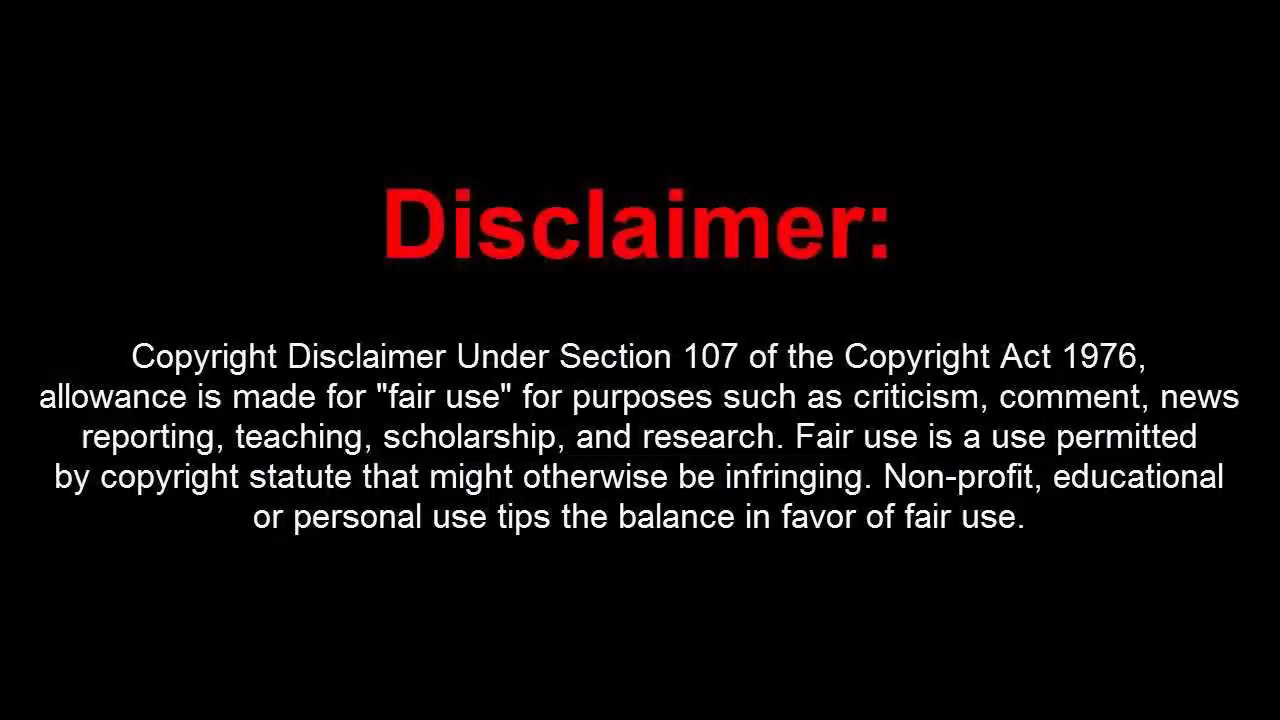 Disclaimer:
Copyright Disclaimer Under Section 107 of the Copyright Act 1976,
allowance is made for "fair use" for purposes such as criticism, comment, news
reporting, teaching, scholarship, and research. Fair use is a use permitted
by copyright statute that might otherwise be infringing. Non-profit, educational
or personal use tips the balance in favor of fair use.